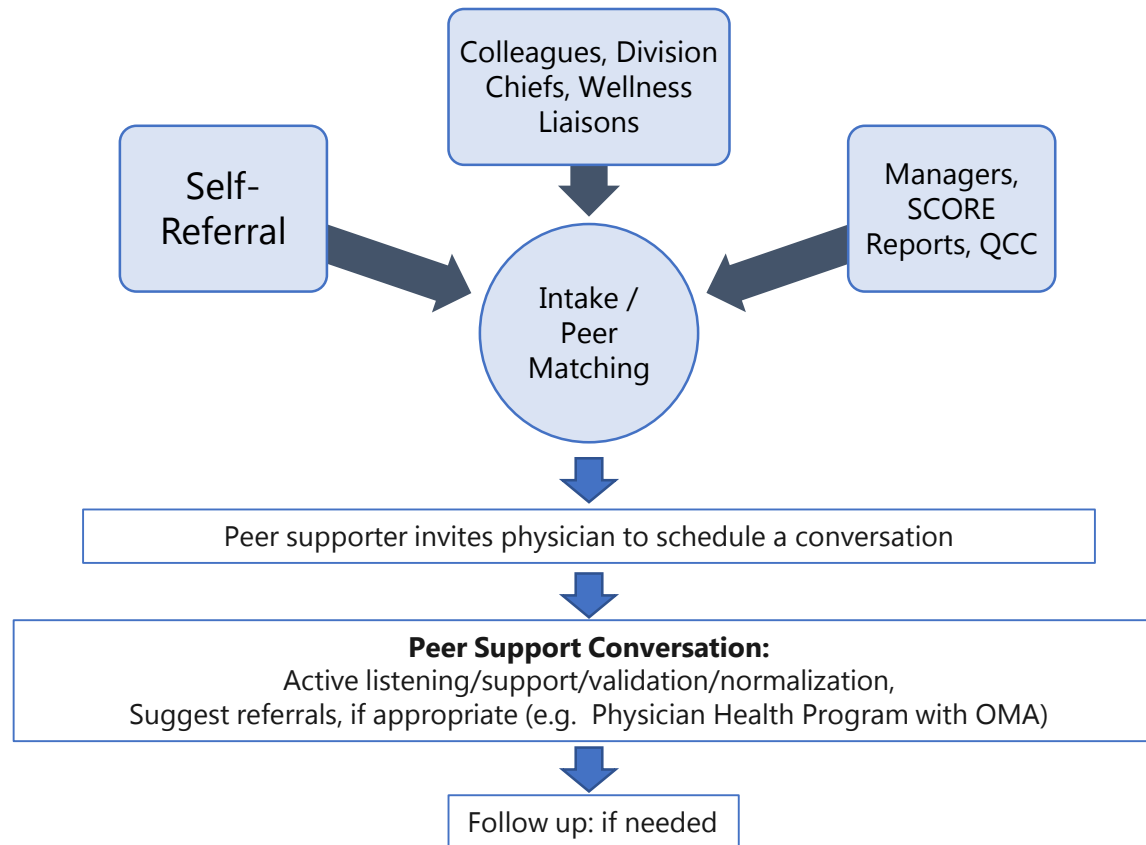 Colleagues, Division
Chiefs, Wellness
Liaisons
Self-
Referral
Managers,
SCORE
Reports, QCC
Intake /
Peer
Matching
Peer supporter invites physician to schedule a conversation
Peer Support Conversation:
Active listening/support/validation/normalization,
Suggest referrals, if appropriate (e.g.  Physician Health Program with OMA)
Follow up: if needed